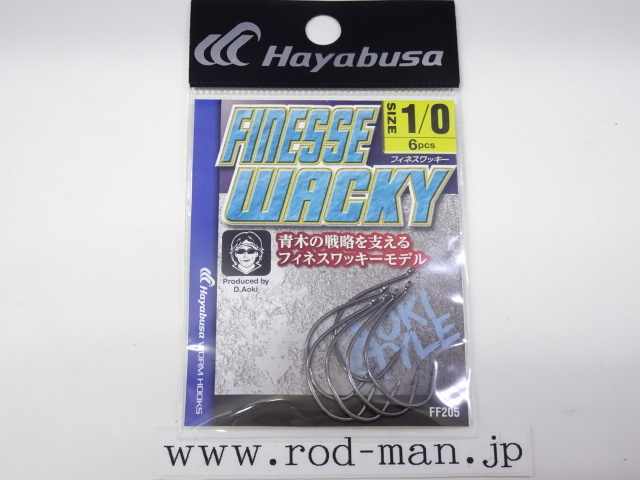 Hayabusa
FINESSE
WACKY
SIZE 1/0
6pcs
フィネスワッキー
青木の戦略を支える
フィネスワッキーモデル
Produced by
D.Aoki
Hayabusa WORM HOOKS
AOKI
STYLE
FF205
www.rod-man.jp